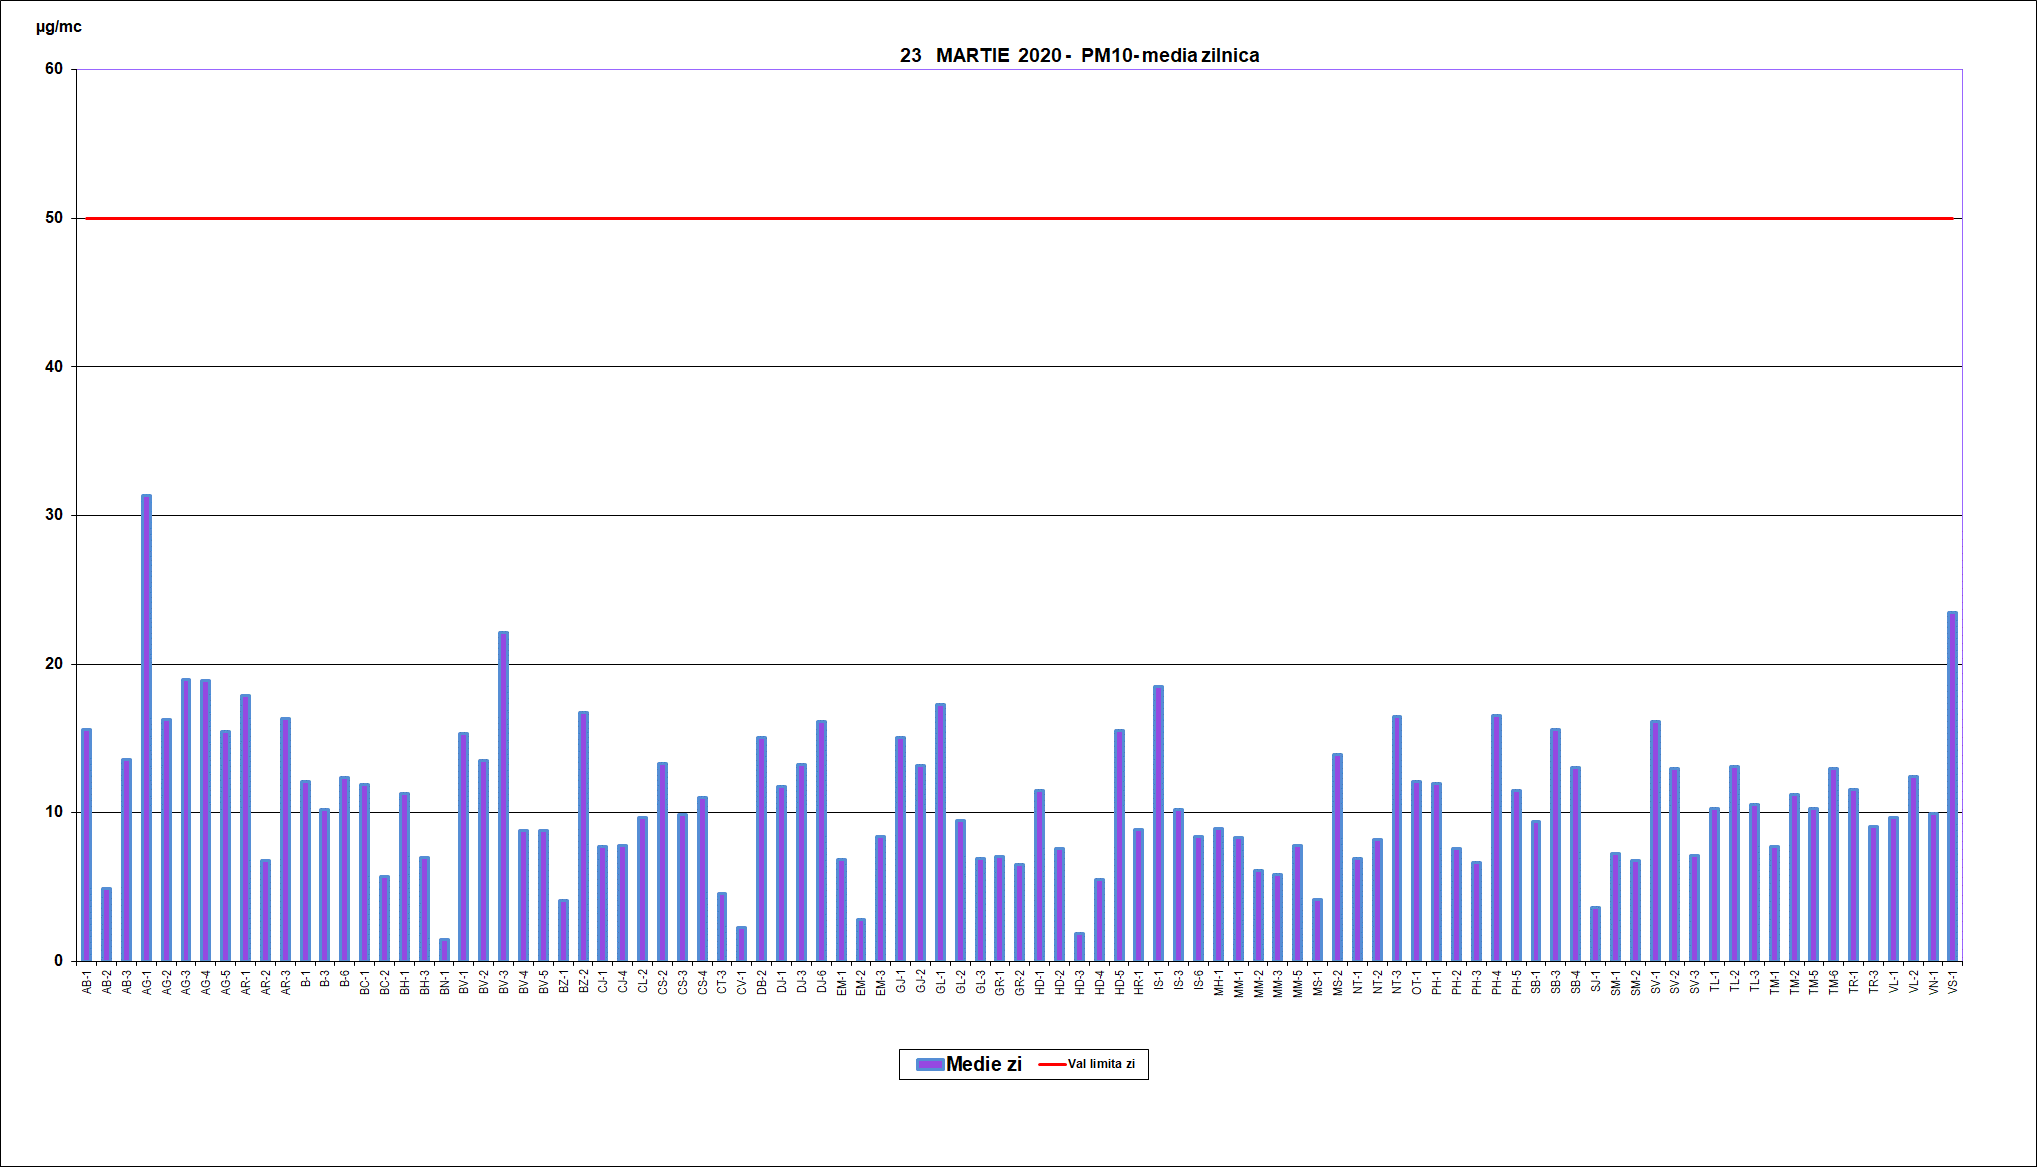 µg/mc
23 MARTIE 2020 - PM10- media zilnica
60
50
40
30
20
10
0
AB-1 AB-2 AB-3 AG-1 AG-2 AG-3 AG-4 AG-5 AR-1 AR-2 AR-3 B-1 B-3 B-6 BC-1 BC-2 BH-1 BH-3 BN-1 BV-1 BV-2 BV-3 BV-4 BV-5 BZ-1 BZ-2 CJ-1 CJ-4 CL-2 CS-2 CS-3 CS-4 CT-3 CV-1 DB-2 DJ-1 DJ-3 DJ-6 EM-1 EM-2 EM-3 GJ-1 GJ-2 GL-1 GL-2 GL-3 GR-1 GR-2 HD-1 HD-2 HD-3 HD-4 HD-5 HR-1 IS-1 IS-3 IS-6 MH-1 MM-1 MM-2 MM-3 MM-5 MS-1 MS-2 NT-1 NT-2 NT-3 OT-1 PH-1 PH-2 PH-3 PH-4 PH-5 SB-1 SB-3 SB-4 SJ-1 SM-1 SM-2 SV-1 SV-2 SV-3 TL-1 TL-2 TL-3 TM-1 TM-2 TM-5 TM-6 TR-1 TR-3 VL-1 VL-2 VN-1 VS-1
Medie zi Val limita zi